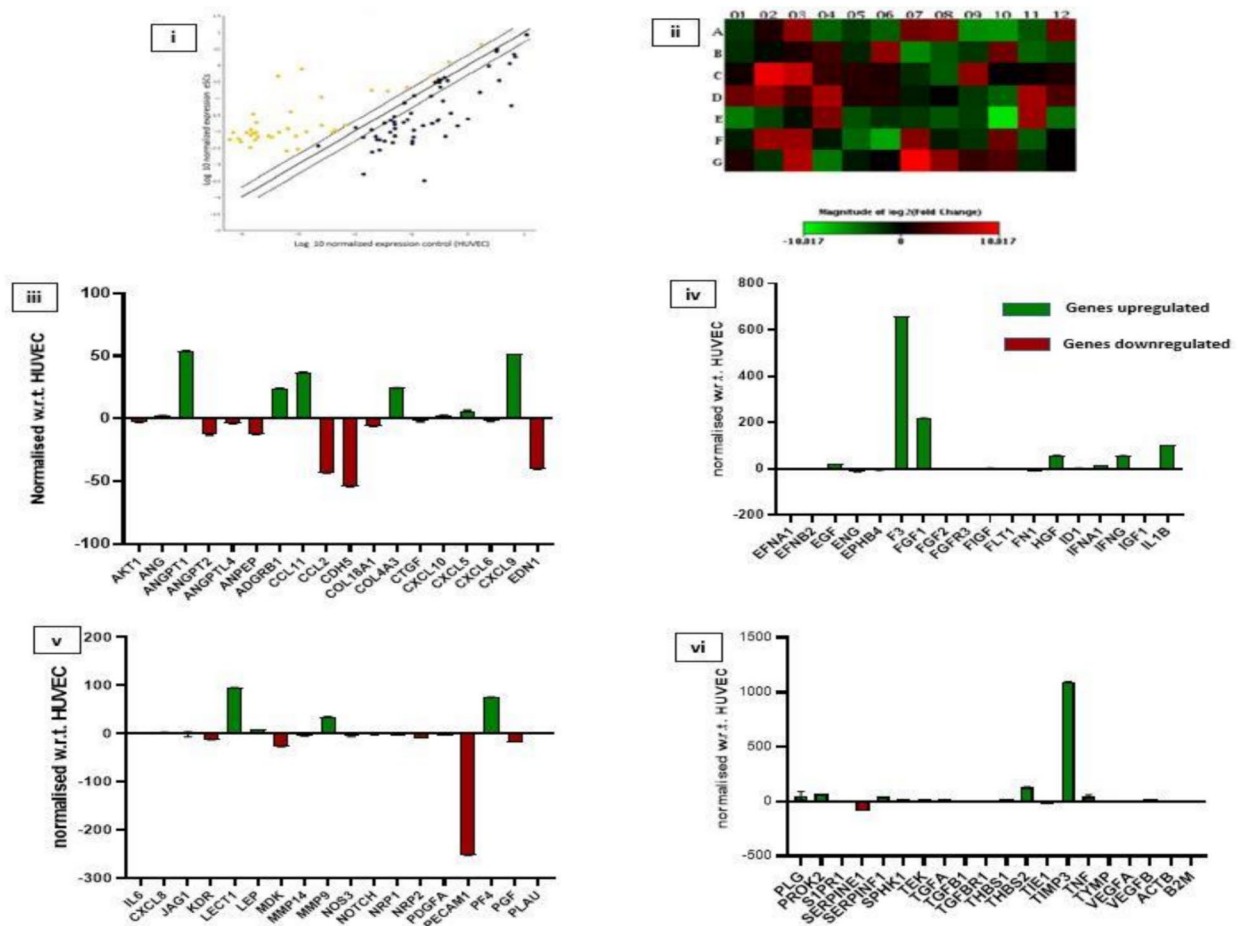 i
Log 10 normalized expression eSCs
Log 10 normalized expression control (HUVEC)
ii
01 02 03 04 05 06 07 08 09 10 11 12
A
B
C
D
E
F
G
Magnitude of log2(Fold Change)
-10.017 0 10.017
iii
Normalised w.r.t. HUVEC
100
50
0
-50
-100
AKT1 ANG ANGPT1 ANGPT2 ANGPTL4 ANPEP ADGRB1 CCL11 CCL2 CDH5 COL18A1 COL4A3 CTGF CXCL10 CXCL5 CXCL6 CXCL9 EDN1
iv
normalised w.r.t. HUVEC
800
600
400
200
0
-200
Genes upregulated
Genes downregulated
EFNA1 EFNB2 EGF ENG EPHB4 F3 FGF1 FGF2 FGFR3 FIGF FLT1 FN1 HGF ID1 IFNA1 IFNG IGF1 IL1B
v
normalised w.r.t. HUVEC
200
100
0
-100
-200
-300
IL6 CXCL8 JAG1 KDR LECT1 LEP MDK MMP14 MMP9 NOS3 NOTCH NRP1 NRP2 PDGFA PECAM1 PF4 PGF PLAU
vi
normalised w.r.t. HUVEC
1500
1000
500
0
-500
PLG PROK2 S1PR1 SERPINE1 SERPINF1 SPHK1 TEK TGFA TGFB1 TGFBR1 THBS1 THBS2 TIE1 TIMP3 TNF TYMP VEGFA VEGFB ACTB B2M